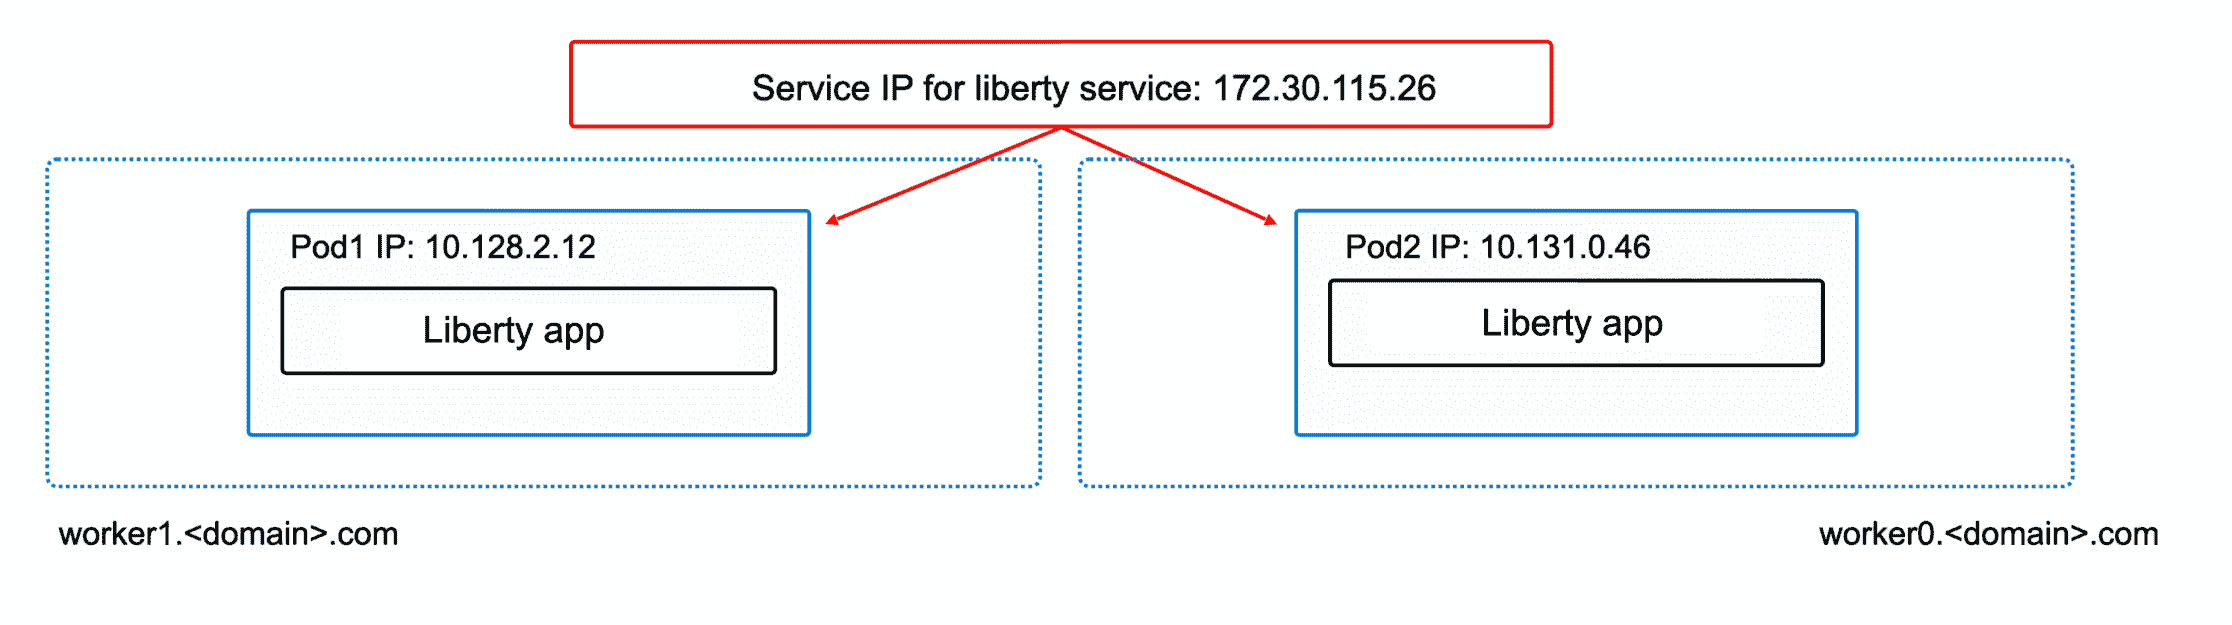 Service IP for liberty service: 172.30.115.26
Pod1 IP: 10.128.2.12
Liberty app
Pod2 IP: 10.131.0.46
Liberty app
worker1.<domain>.com
worker0.<domain>.com